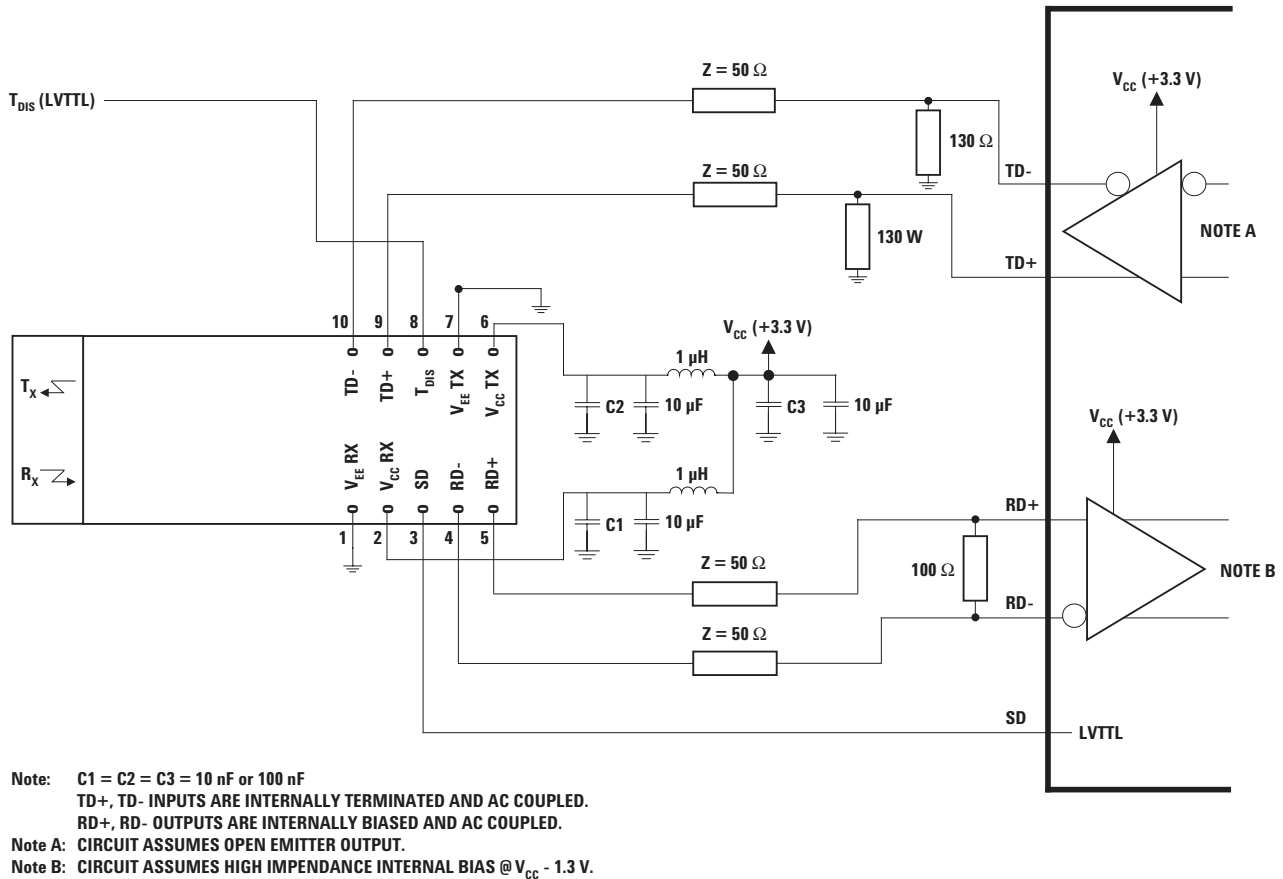 Z = 50 Ω
V_CC (+3.3 V)
T_DIS (LVTTL)
130 Ω
Z = 50 Ω
TD-
130 W
NOTE A
TD+
10 9 8 7 6
V_CC (+3.3 V)
1 µH
T_X
TD-
TD+
T_DIS
V_EE TX
V_CC TX
C2
10 µF
C3
10 µF
V_CC (+3.3 V)
R_X
V_EE RX
V_CC RX
SD
RD-
RD+
1 µH
C1
10 µF
RD+
1 2 3 4 5
Z = 50 Ω
100 Ω
NOTE B
RD-
Z = 50 Ω
SD
LVTTL
Note: C1 = C2 = C3 = 10 nF or 100 nF
TD+, TD- INPUTS ARE INTERNALLY TERMINATED AND AC COUPLED.
RD+, RD- OUTPUTS ARE INTERNALLY BIASED AND AC COUPLED.
Note A: CIRCUIT ASSUMES OPEN EMITTER OUTPUT.
Note B: CIRCUIT ASSUMES HIGH IMPENDANCE INTERNAL BIAS @ V_CC - 1.3 V.